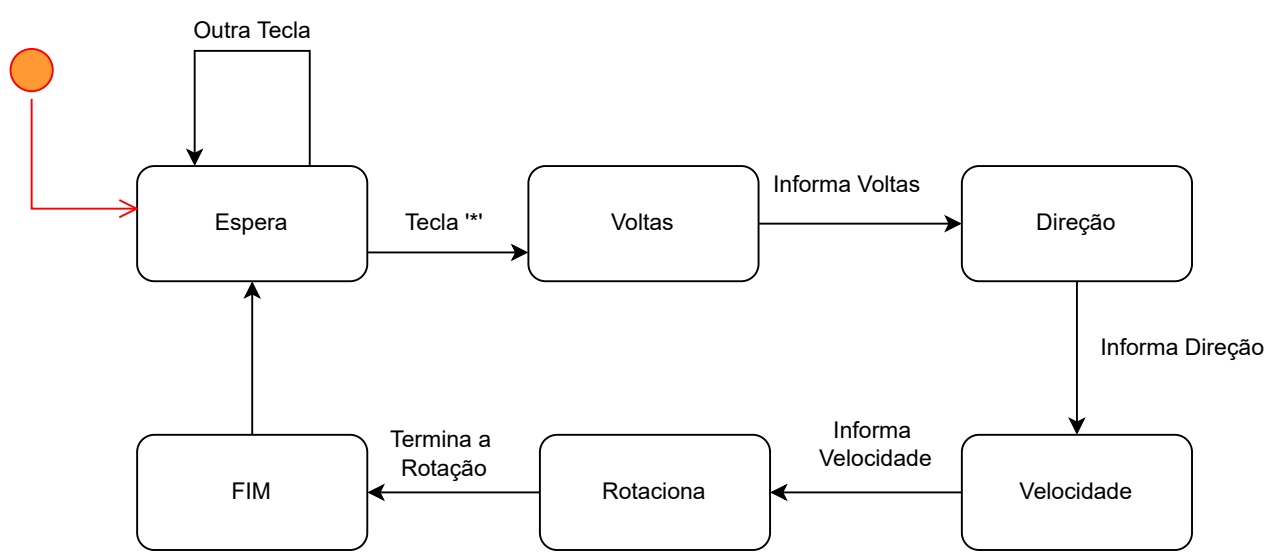 Outra Tecla
Espera
Tecla '*'
Voltas
Informa Voltas
Direção
Informa Direção
FIM
Termina a
Rotação
Rotaciona
Informa
Velocidade
Velocidade